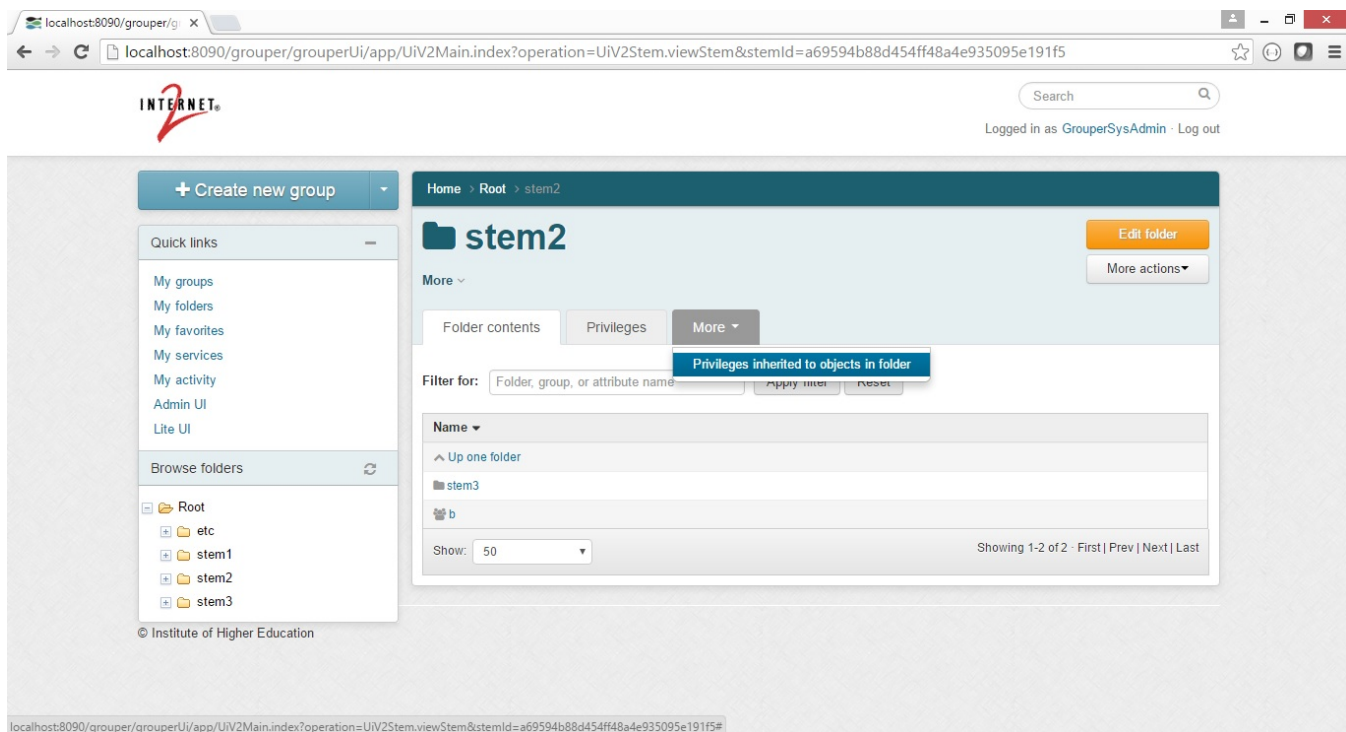 localhost:8090/grouper/g
localhost:8090/grouper/grouperUi/app/UiV2Main.index?operation=UiV2Stem.viewStem&stemId=a69594b88d454ff48a4e935095e191f5
INTERNET®
2
Search
Logged in as GrouperSysAdmin · Log out
+ Create new group
Home > Root > stem2
Quick links
stem2
Edit folder
More
More actions
My groups
My folders
My favorites
My services
My activity
Admin UI
Lite UI
Folder contents
Privileges
More
Privileges inherited to objects in folder
Filter for: Folder, group, or attribute name Apply filter Reset
Name
Up one folder
stem3
b
Show: 50
Showing 1-2 of 2 · First | Prev | Next | Last
Browse folders
Root
etc
stem1
stem2
stem3
© Institute of Higher Education
localhost:8090/grouper/grouperUi/app/UiV2Main.index?operation=UiV2Stem.viewStem&stemId=a69594b88d454ff48a4e935095e191f5#